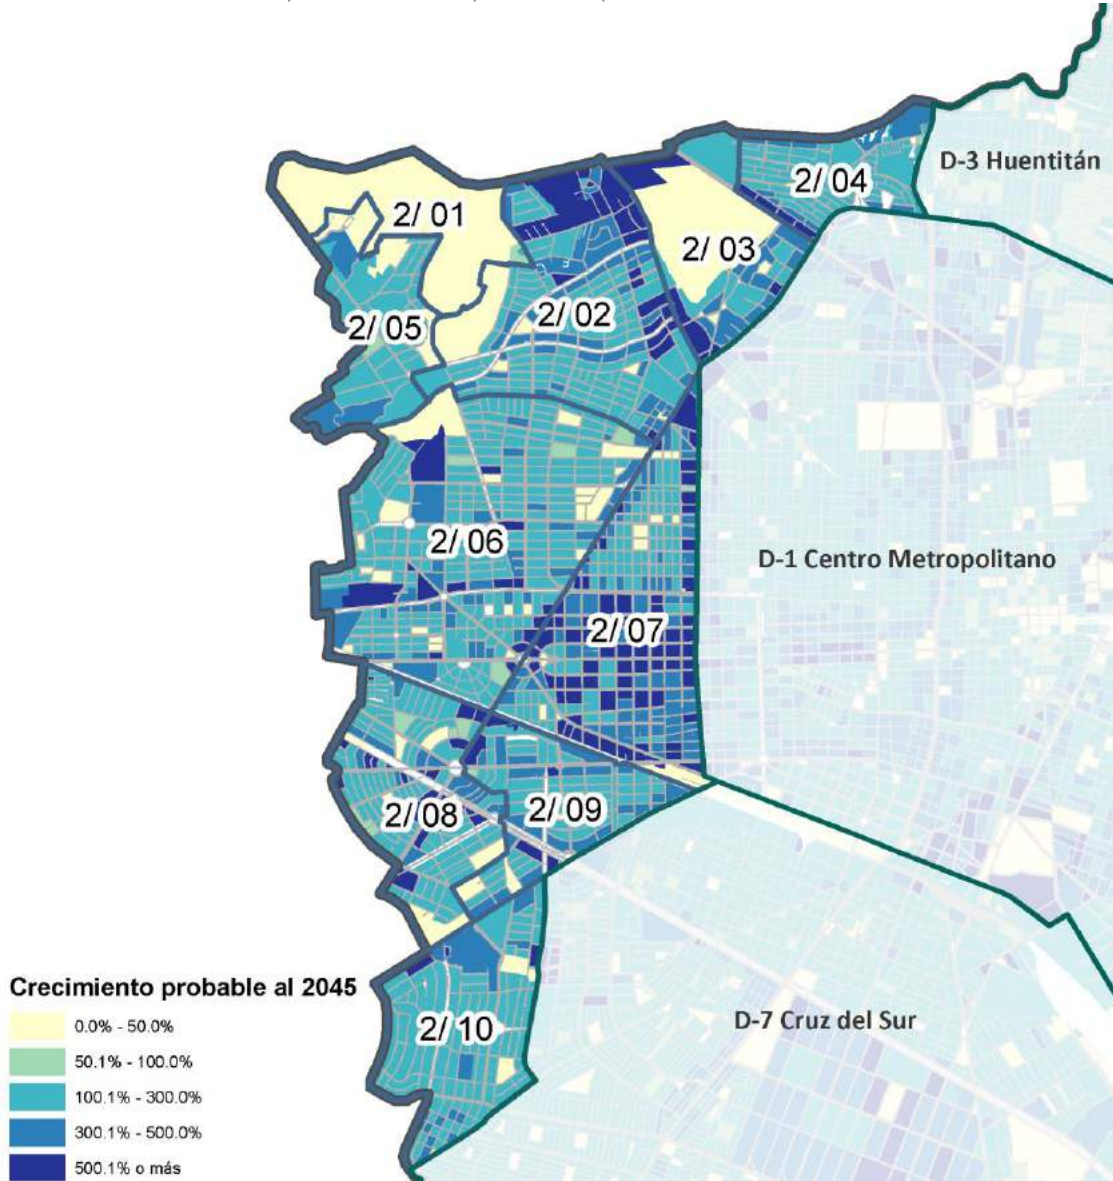 D-3 Huentitán
2/ 04
2/ 01
2/ 03
2/ 02
2/ 05
2/ 06
D-1 Centro Metropolitano
2/ 07
2/ 08
2/ 09
Crecimiento probable al 2045
0.0% - 50.0%
50.1% - 100.0%
100.1% - 300.0%
300.1% - 500.0%
500.1% o más
2/ 10
D-7 Cruz del Sur